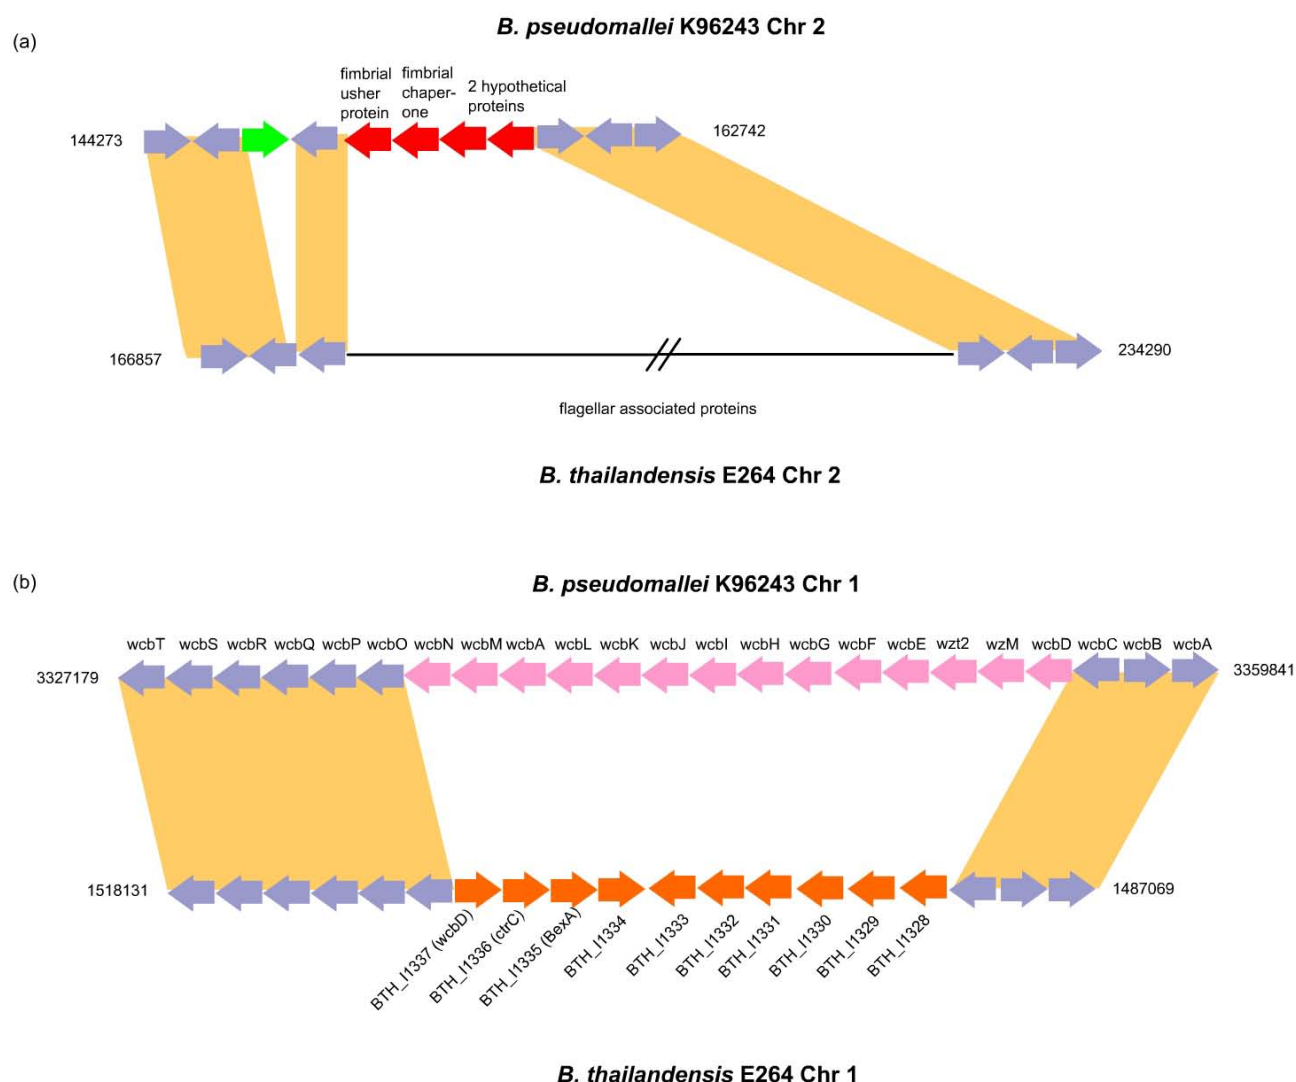 B. pseudomallei K96243 Chr 2
(a)
fimbrial
usher
protein
fimbrial
chaper-
one
2 hypothetical
proteins
144273
162742
166857
234290
flagellar associated proteins
B. thailandensis E264 Chr 2
(b)
B. pseudomallei K96243 Chr 1
wcbT wcbS wcbR wcbQ wcbP wcbO wcbN wcbM wcbA wcbL wcbK wcbJ wcbI wcbH wcbG wcbF wcbE wzt2 wzM wcbD wcbC wcbB wcbA
3327179
3359841
1518131
1487069
BTH_I1337 (wcbD)
BTH_I1336 (ctrC)
BTH_I1335 (BexA)
BTH_I1334
BTH_I1333
BTH_I1332
BTH_I1331
BTH_I1330
BTH_I1329
BTH_I1328
B. thailandensis E264 Chr 1